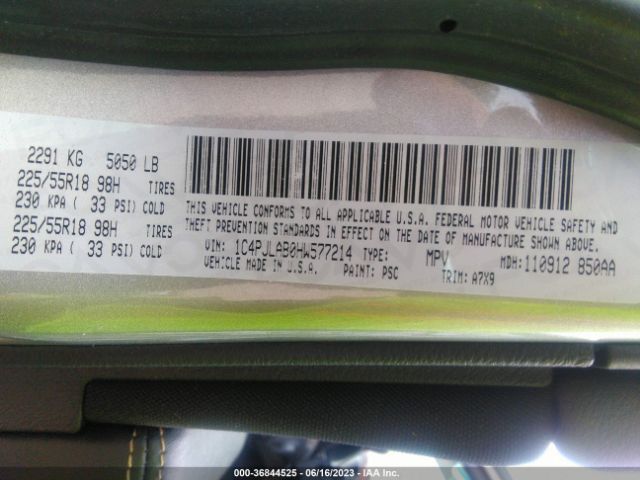 2291 KG 5050 LB
225/55R18 98H TIRES
230 KPA ( 33 PSI) COLD
225/55R18 98H TIRES
230 KPA ( 33 PSI) COLD
THIS VEHICLE CONFORMS TO ALL APPLICABLE U.S.A. FEDERAL MOTOR VEHICLE SAFETY AND
THEFT PREVENTION STANDARDS IN EFFECT ON THE DATE OF MANUFACTURE SHOWN ABOVE.
VIN: 1C4PJLAB0HW577214 TYPE: MPV MDH: 110912 850AA
VEHICLE MADE IN U.S.A. PAINT: PSC TRIM: A7X9
000-36844525 - 06/16/2023 - IAA Inc.